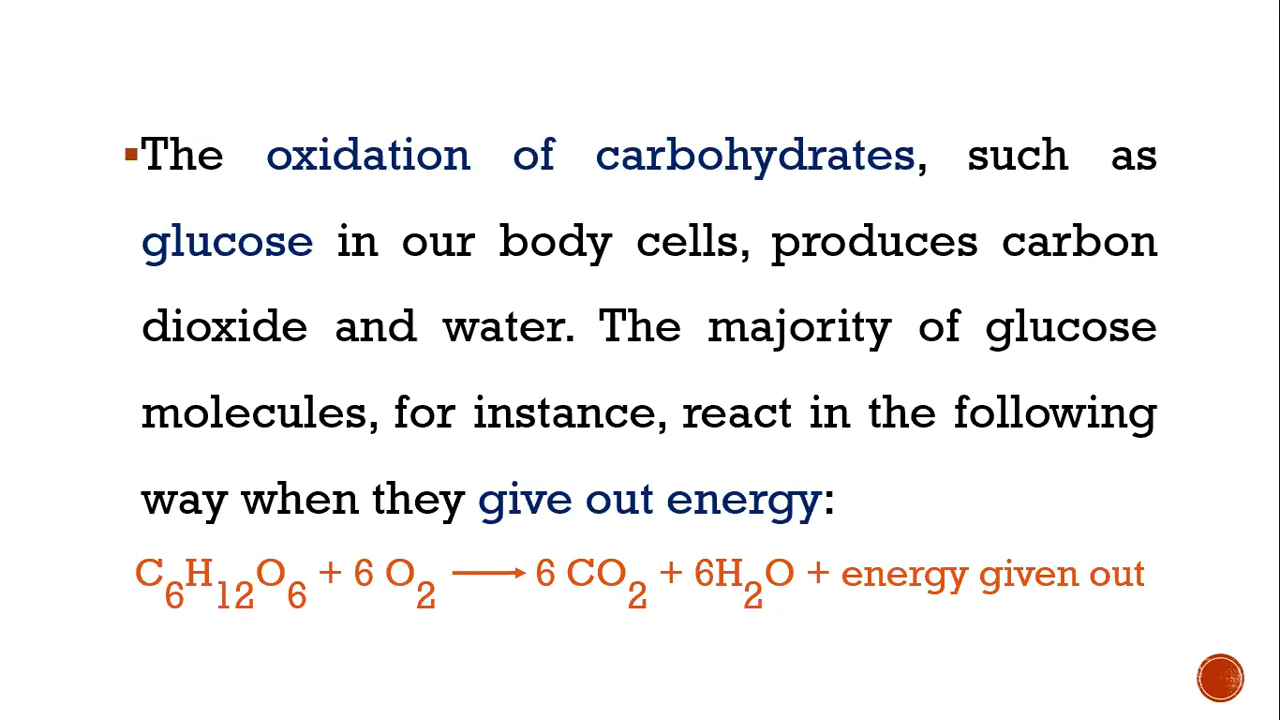 ▪The oxidation of carbohydrates, such as
glucose in our body cells, produces carbon
dioxide and water. The majority of glucose
molecules, for instance, react in the following
way when they give out energy:
C₆H₁₂O₆ + 6 O₂ ⟶ 6 CO₂ + 6H₂O + energy given out